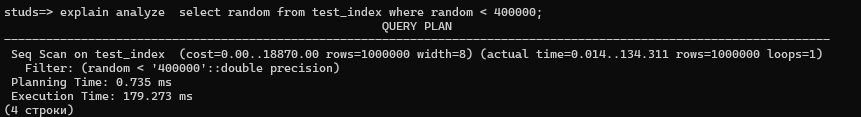 studs=> explain analyze  select random from test_index where random < 400000;
QUERY PLAN
Seq Scan on test_index  (cost=0.00..18870.00 rows=1000000 width=8) (actual time=0.014..134.311 rows=1000000 loops=1)
Filter: (random < '400000'::double precision)
Planning Time: 0.735 ms
Execution Time: 179.273 ms
(4 строки)